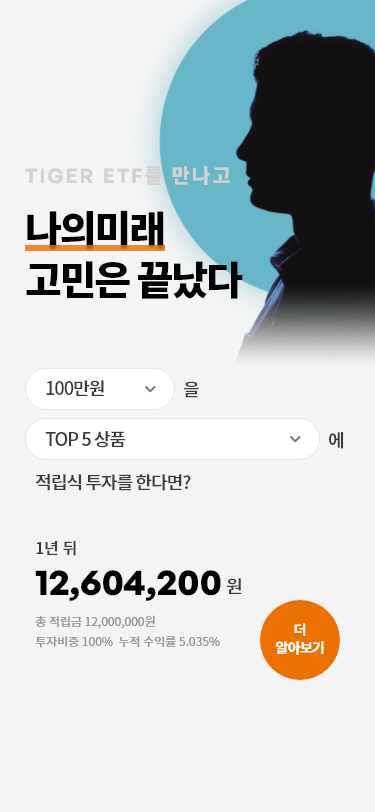 TIGER ETF를 만나고
나의미래
고민은 끝났다
100만원 을
TOP 5 상품 에
적립식 투자를 한다면?
1년 뒤
12,604,200 원
총 적립금 12,000,000원
투자비중 100% 누적 수익률 5.035%
더
알아보기